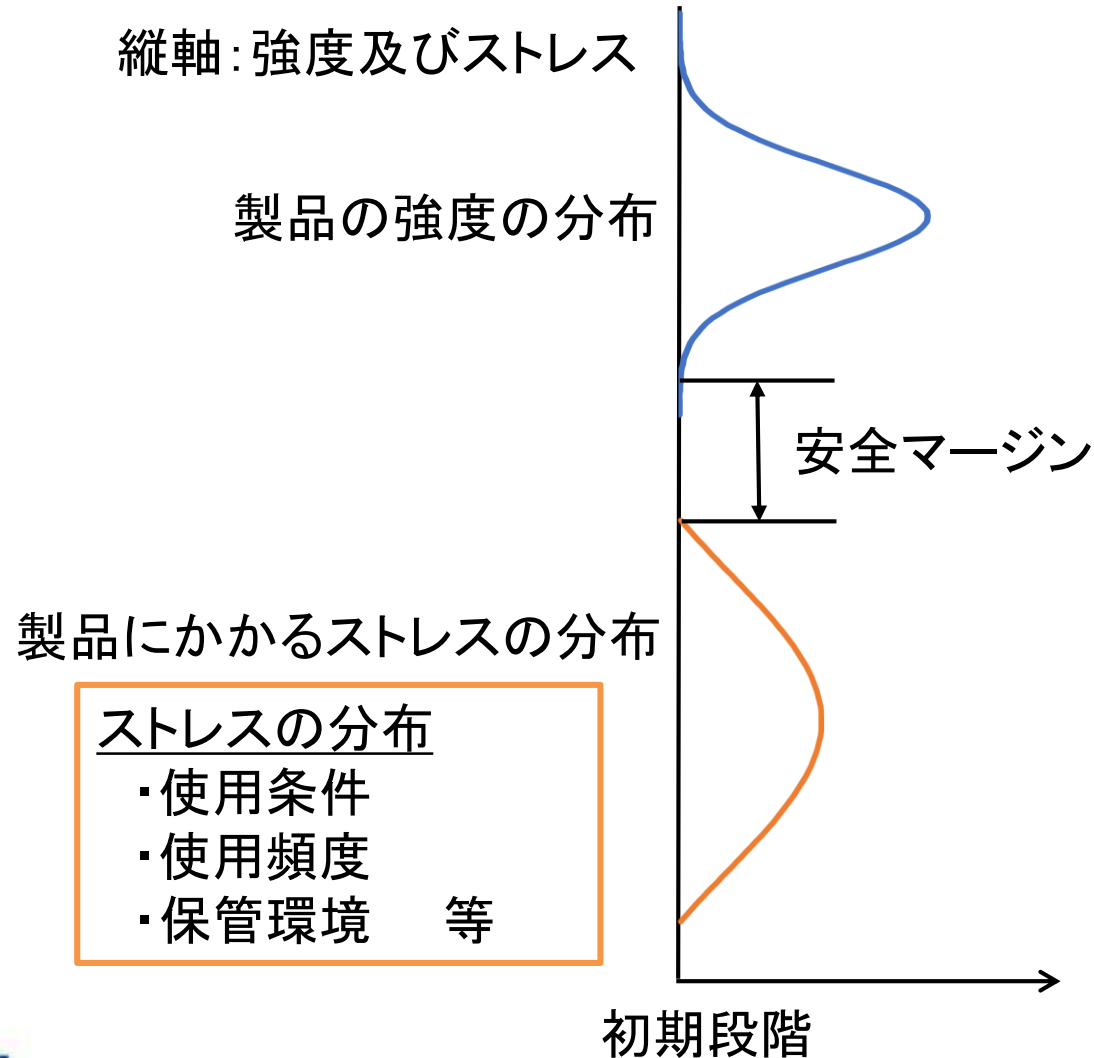 縦軸：強度及びストレス
製品の強度の分布
安全マージン
製品にかかるストレスの分布
ストレスの分布
・使用条件
・使用頻度
・保管環境　等
初期段階